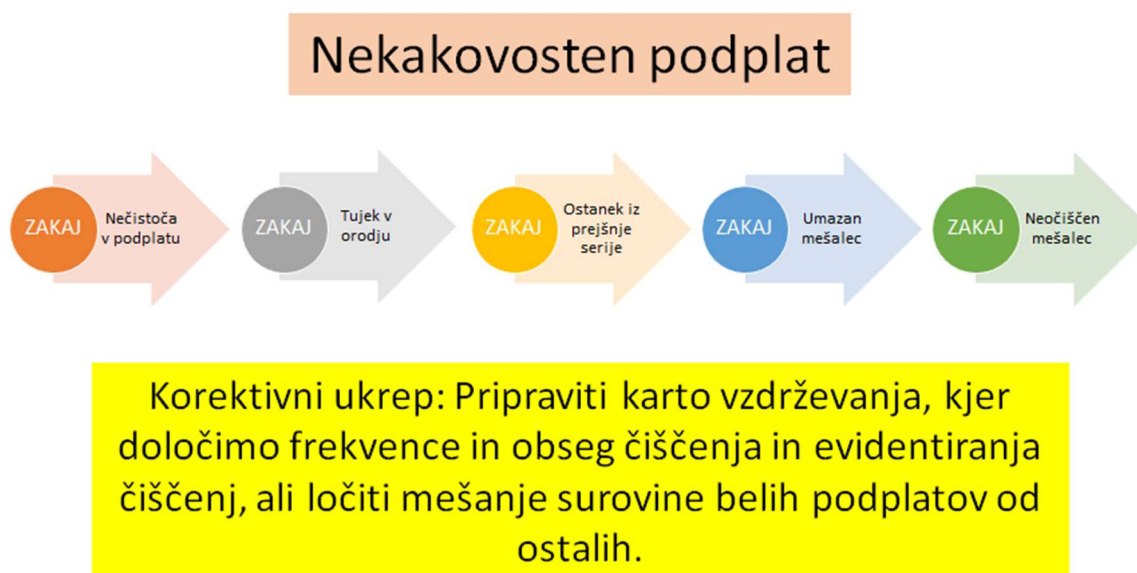 Nekakovosten podplat
ZAKAJ
Nečistoča
v podplatu
ZAKAJ
Tujek v
orodju
ZAKAJ
Ostanek iz
prejšnje
serije
ZAKAJ
Umazan
mešalec
ZAKAJ
Neočiščen
mešalec
Korektivni ukrep: Pripraviti karto vzdrževanja, kjer
določimo frekvence in obseg čiščenja in evidentiranja
čiščenj, ali ločiti mešanje surovine belih podplatov od
ostalih.